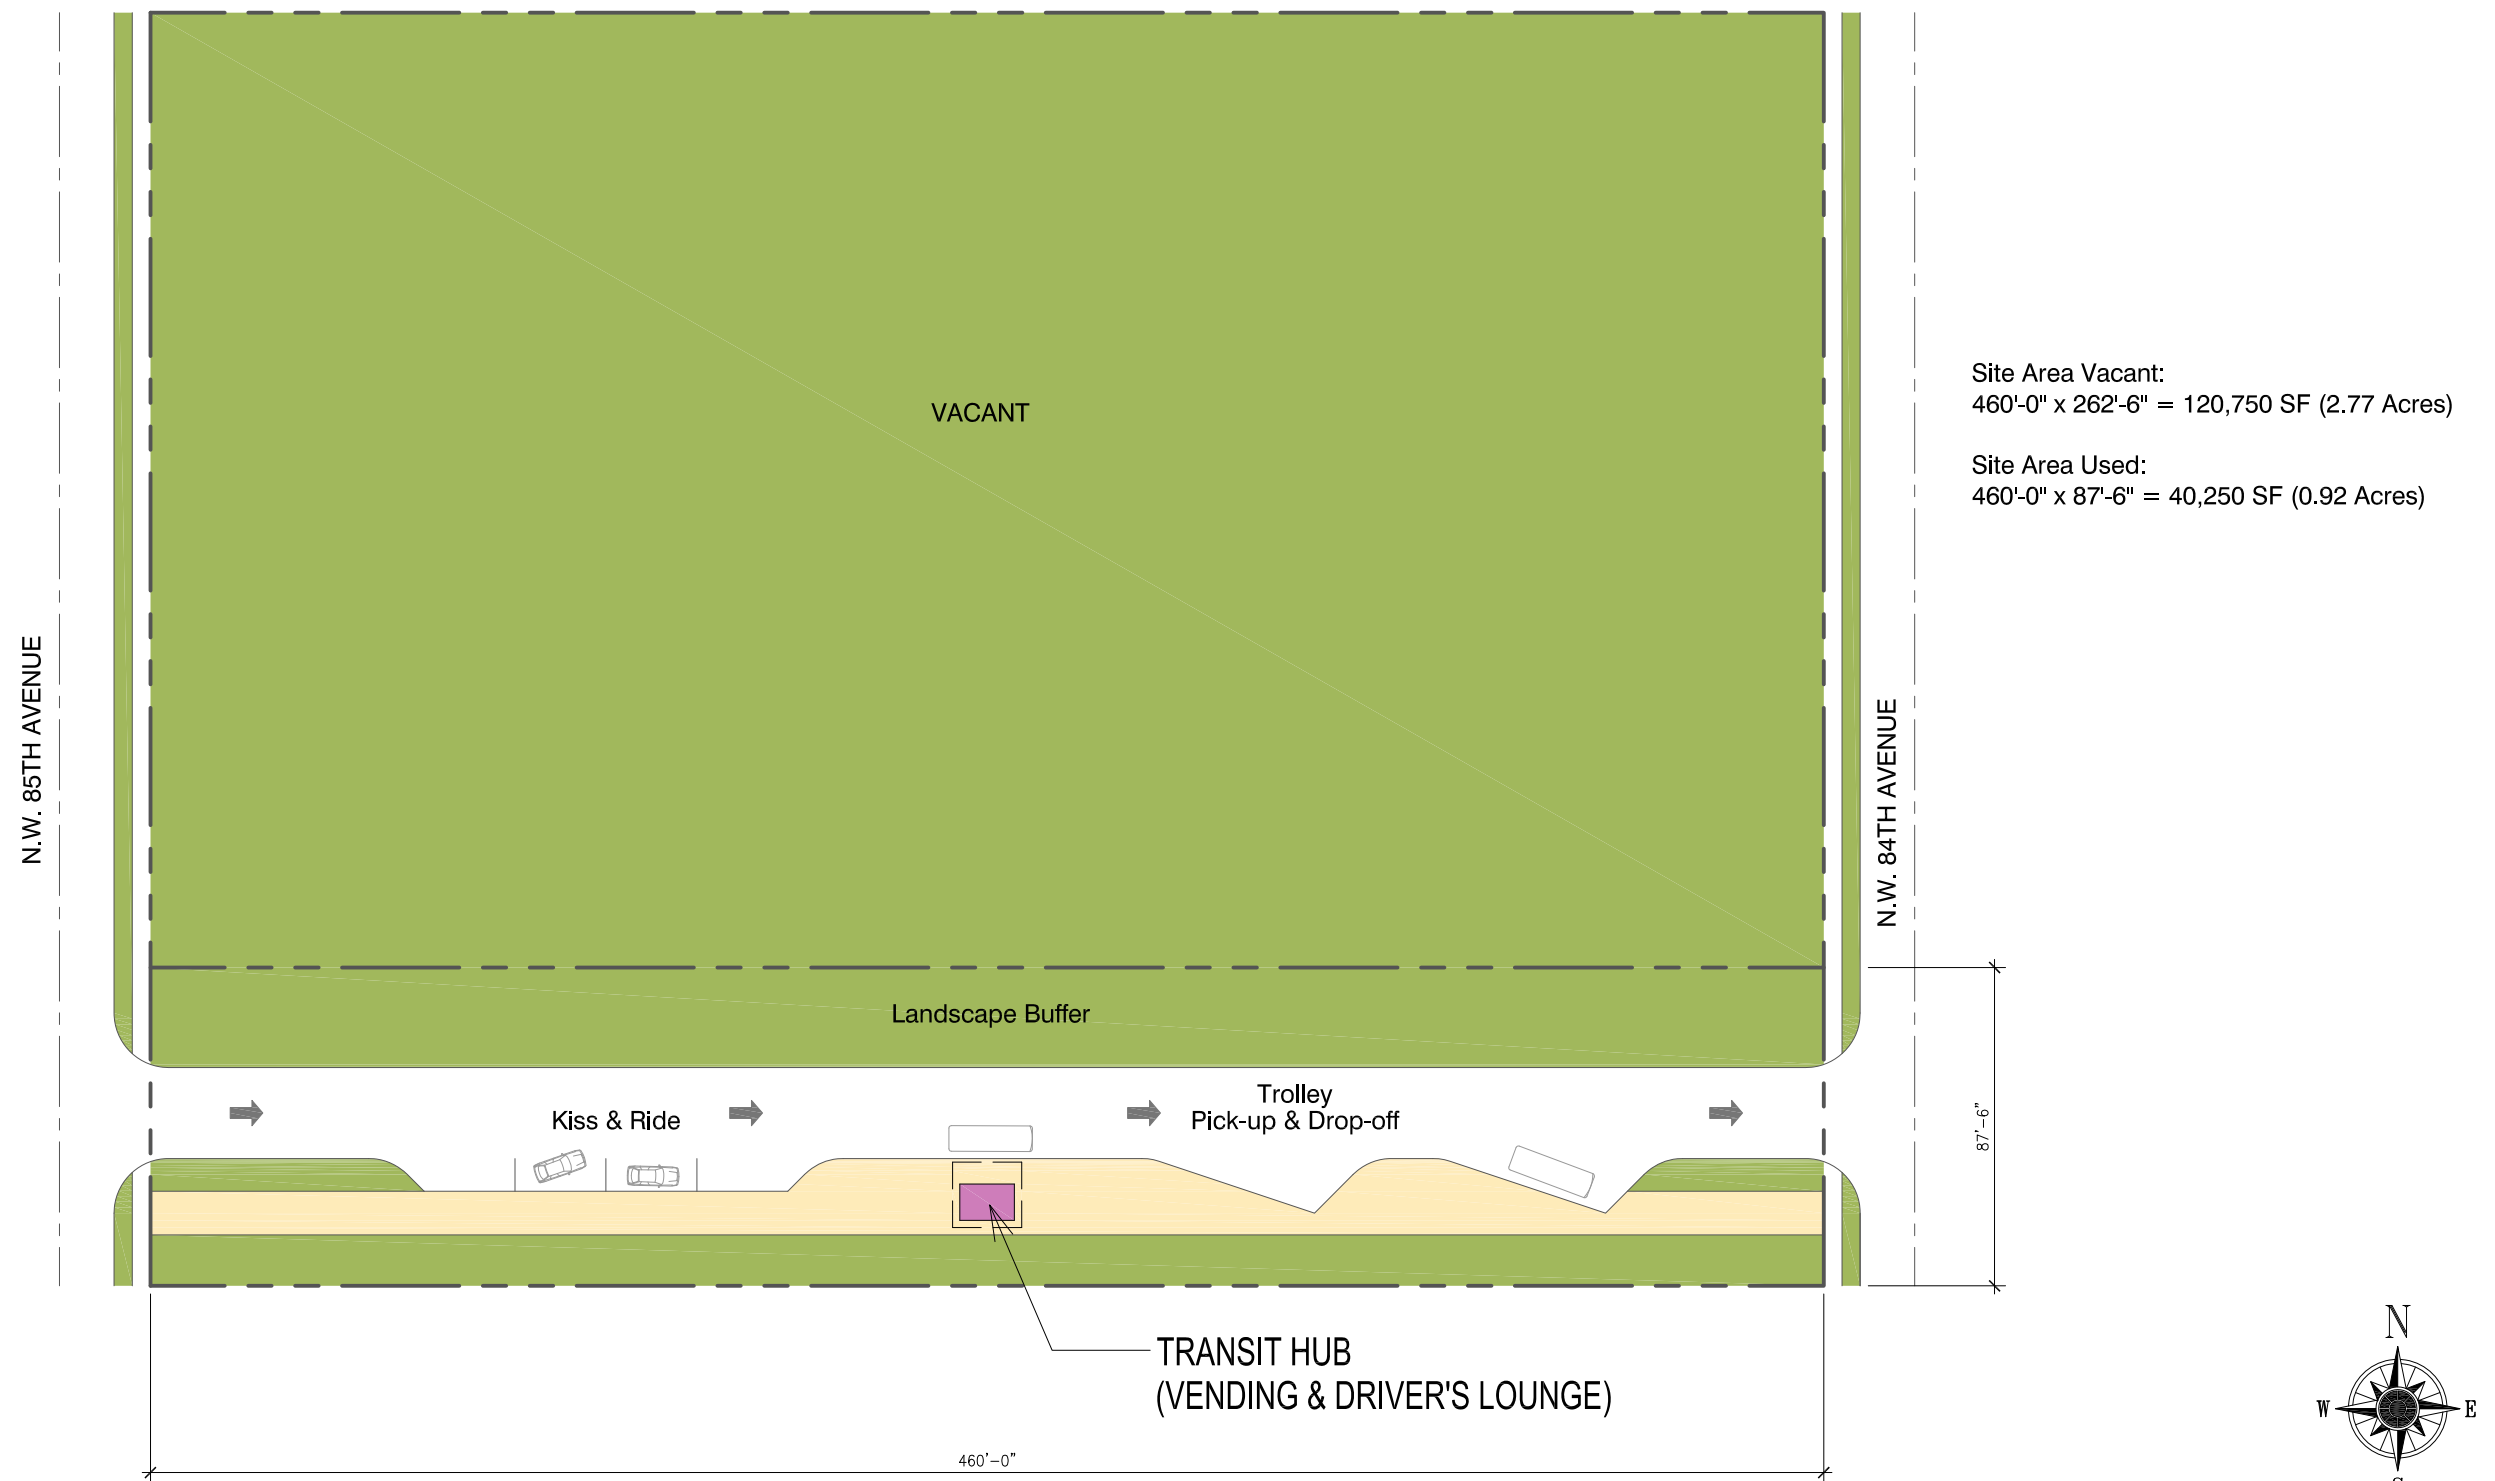 VACANT
Site Area Vacant:
460'-0" x 262'-6" = 120,750 SF (2.77 Acres)
Site Area Used:
460'-0" x 87'-6" = 40,250 SF (0.92 Acres)
N.W. 85TH AVENUE
N.W. 84TH AVENUE
Landscape Buffer
Kiss & Ride
Trolley
Pick-up & Drop-off
87'-6"
TRANSIT HUB
(VENDING & DRIVER'S LOUNGE)
460'-0"
N
W
E
S